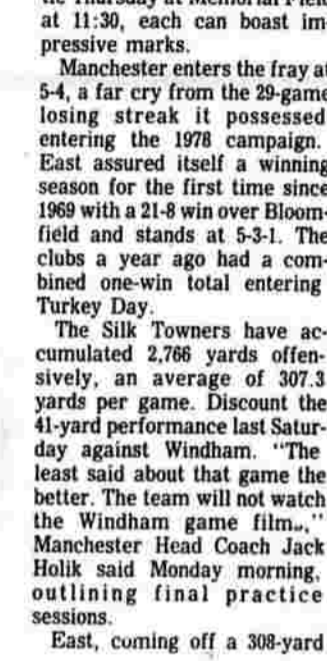 tic Thursday at Memorial Field
at 11:30, each can boast im-
pressive marks.
Manchester enters the fray at
5-4, a far cry from the 29-game
losing streak it possessed
entering the 1978 campaign.
East assured itself a winning
season for the first time since
1969 with a 21-8 win over Bloom-
field and stands at 5-3-1. The
clubs a year ago had a com-
bined one-win total entering
Turkey Day.
The Silk Towners have ac-
cumulated 2,766 yards offen-
sively, an average of 307.3
yards per game. Discount the
41-yard performance last Satur-
day against Windham. "The
least said about that game the
better. The team will not watch
the Windham game film..,"
Manchester Head Coach Jack
Holik said Monday morning,
outlining final practice
sessions.
East, coming off a 308-yard